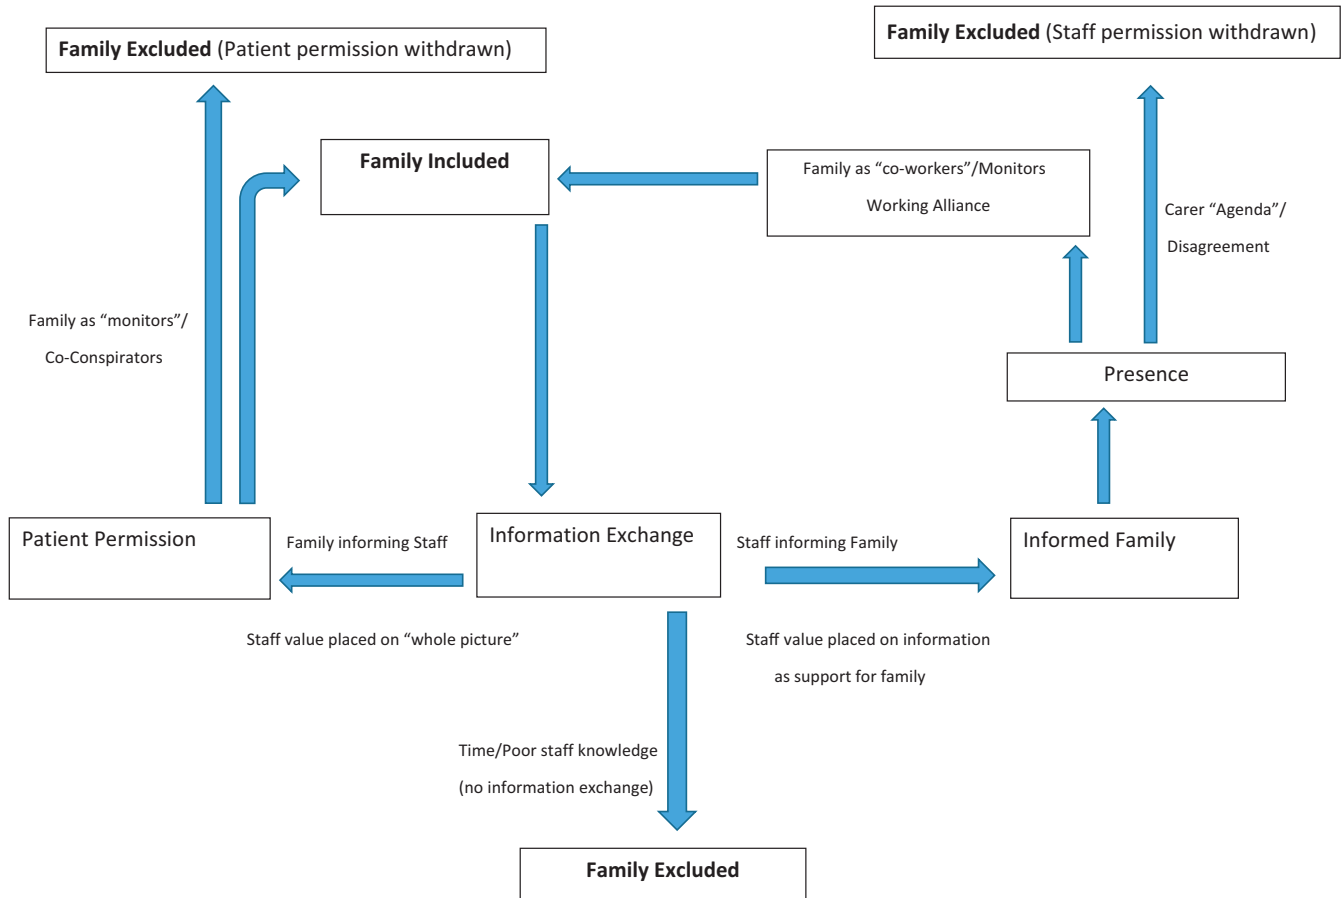 Family Excluded (Patient permission withdrawn)
Family Excluded (Staff permission withdrawn)
Family Included
Family as “co-workers”/Monitors
Working Alliance
Carer “Agenda”/
Disagreement
Family as “monitors”/
Co-Conspirators
Presence
Patient Permission
Family informing Staff
Information Exchange
Staff informing Family
Informed Family
Staff value placed on “whole picture”
Staff value placed on information
as support for family
Time/Poor staff knowledge
(no information exchange)
Family Excluded